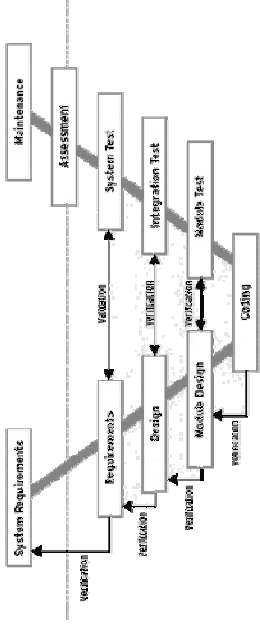 System Requirements
Maintenance
Assessment
Requirements
Validation
System Test
Verification
Design
Verification
Integration Test
Verification
Module Design
Verification
Module Test
Verification
Coding
Verification